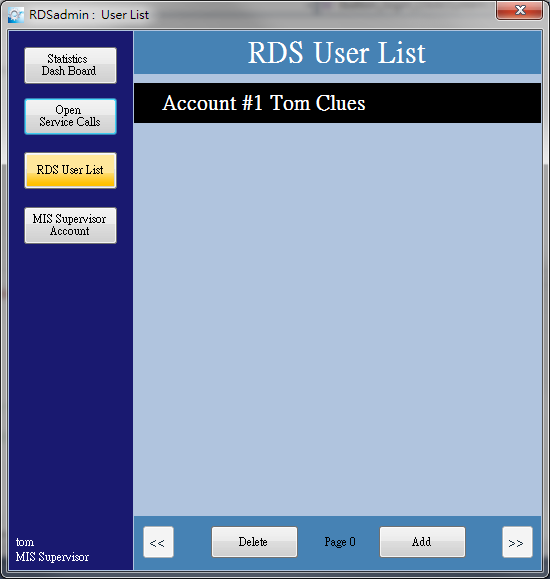 RDSadmin : User List
Statistics
Dash Board
Open
Service Calls
RDS User List
MIS Supervisor
Account
tom
MIS Supervisor
RDS User List
Account #1 Tom Clues
<<
Delete
Page 0
Add
>>